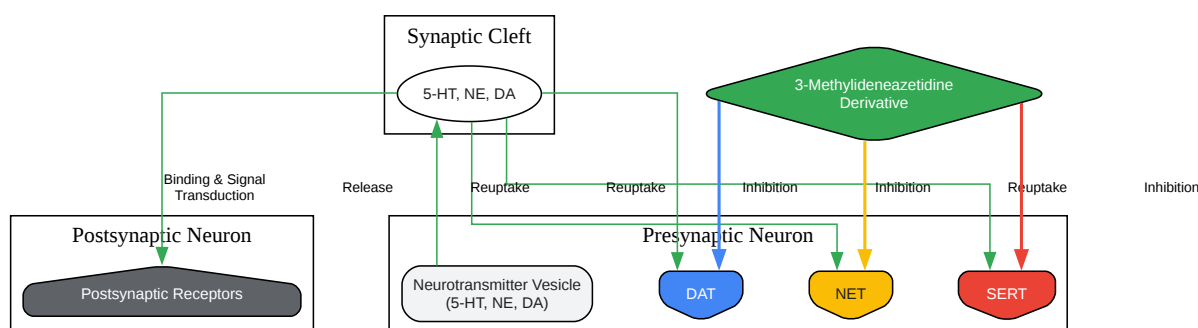 Synaptic Cleft
5-HT, NE, DA
3-Methylideneazetidine
Derivative
Binding & Signal
Transduction
Release
Reuptake
Reuptake
Inhibition
Inhibition
Reuptake
Inhibition
Postsynaptic Neuron
Presynaptic Neuron
Postsynaptic Receptors
Neurotransmitter Vesicle
(5-HT, NE, DA)
DAT
NET
SERT